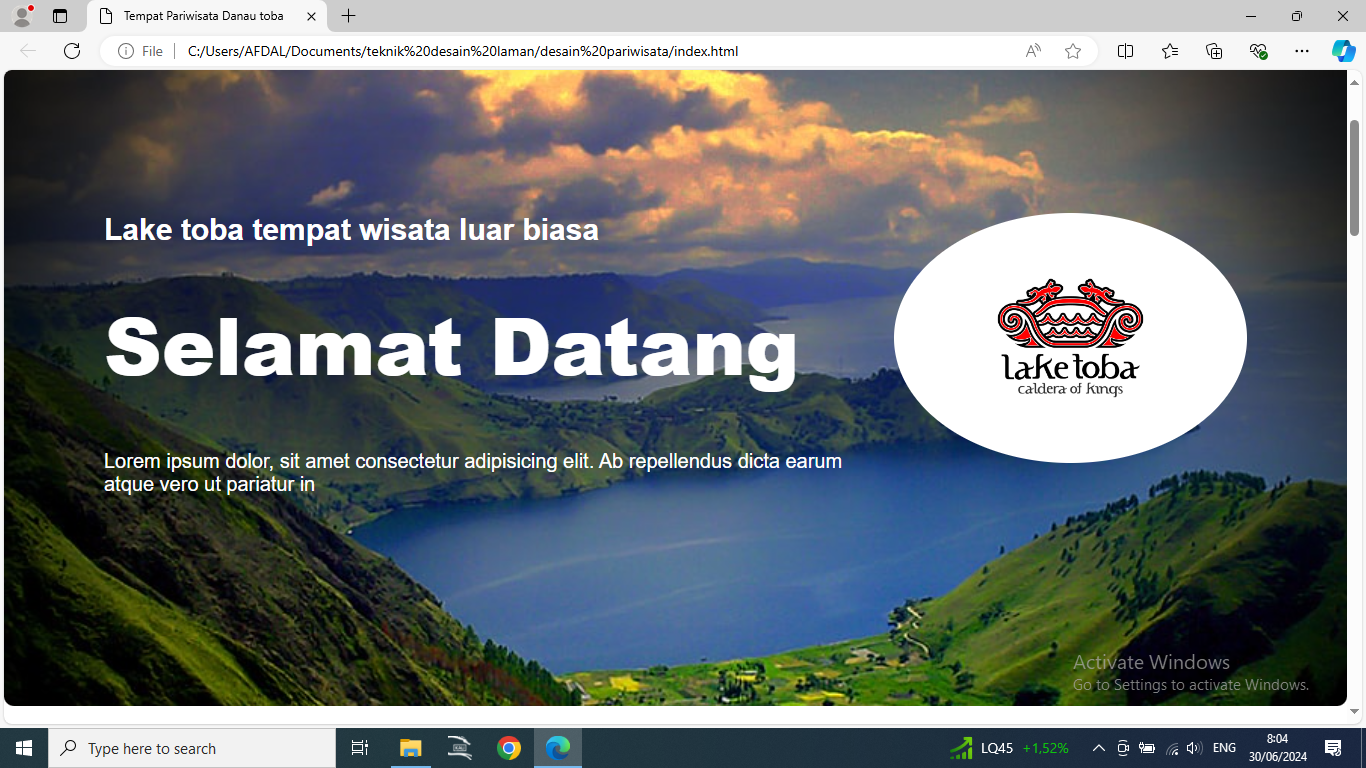 Tempat Pariwisata Danau toba
File
C:/Users/AFDAL/Documents/teknik%20desain%20laman/desain%20pariwisata/index.html
Lake toba tempat wisata luar biasa
Selamat Datang
lake toba
caldera of kings
Lorem ipsum dolor, sit amet consectetur adipisicing elit. Ab repellendus dicta earum
atque vero ut pariatur in
Activate Windows
Go to Settings to activate Windows.
Type here to search
LQ45 +1,52%
ENG
8:04
30/06/2024